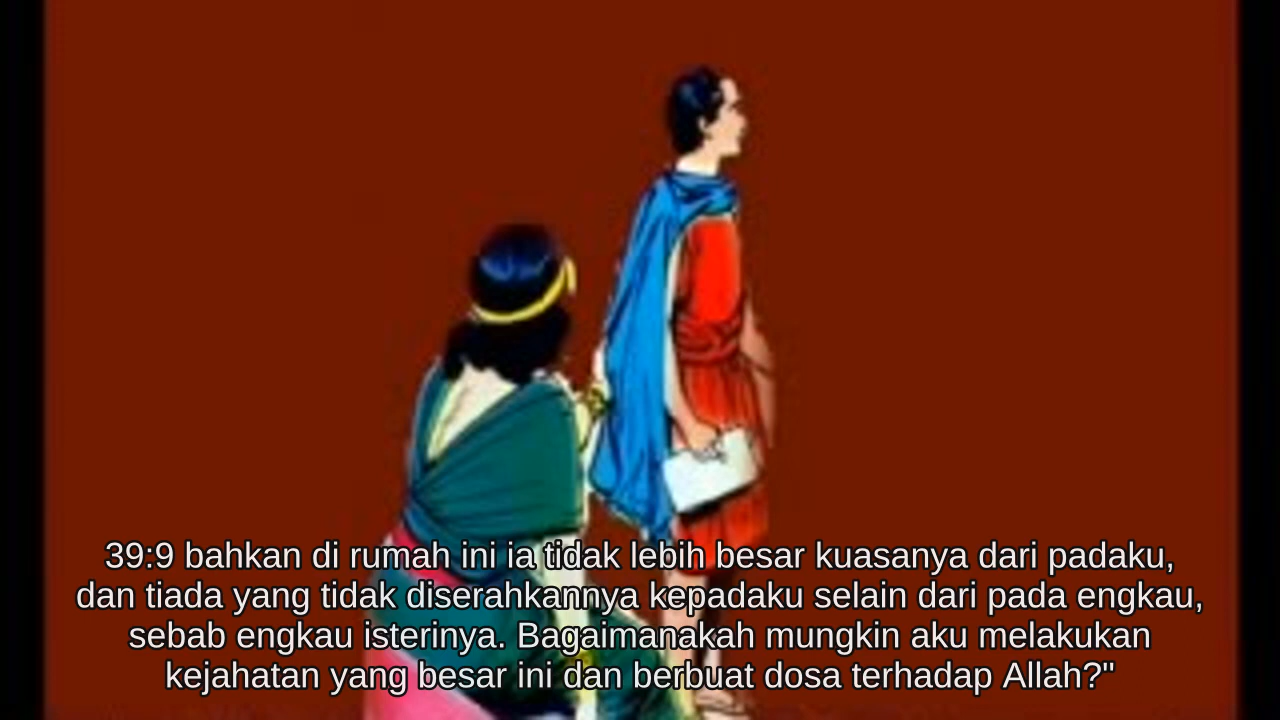 39:9 bahkan di rumah ini ia tidak lebih besar kuasanya dari padaku,
dan tiada yang tidak diserahkannya kepadaku selain dari pada engkau,
sebab engkau isterinya. Bagaimanakah mungkin aku melakukan
kejahatan yang besar ini dan berbuat dosa terhadap Allah?"